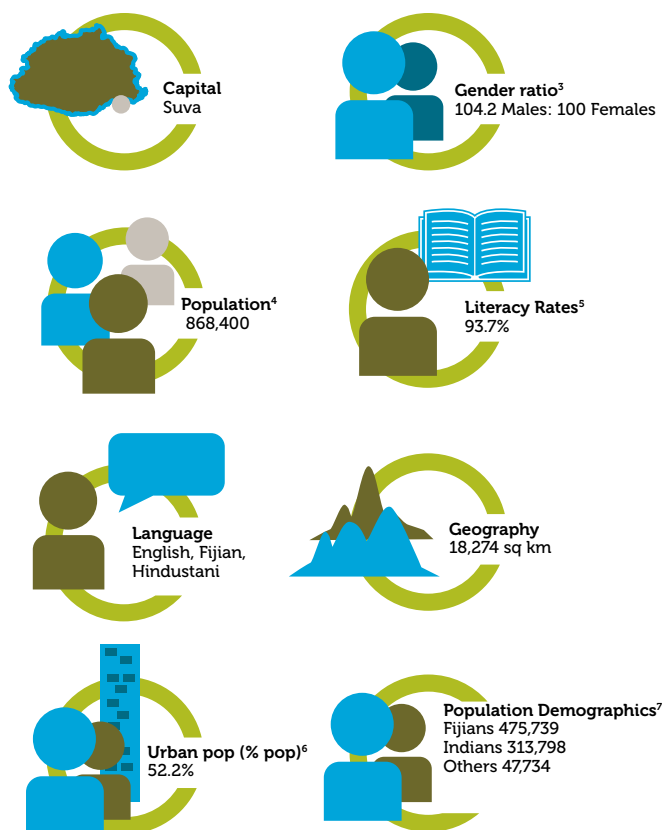 Capital
Suva
Gender ratio³
104.2 Males: 100 Females
Population⁴
868,400
Literacy Rates⁵
93.7%
Language
English, Fijian,
Hindustani
Geography
18,274 sq km
Urban pop (% pop)⁶
52.2%
Population Demographics⁷
Fijians 475,739
Indians 313,798
Others 47,734